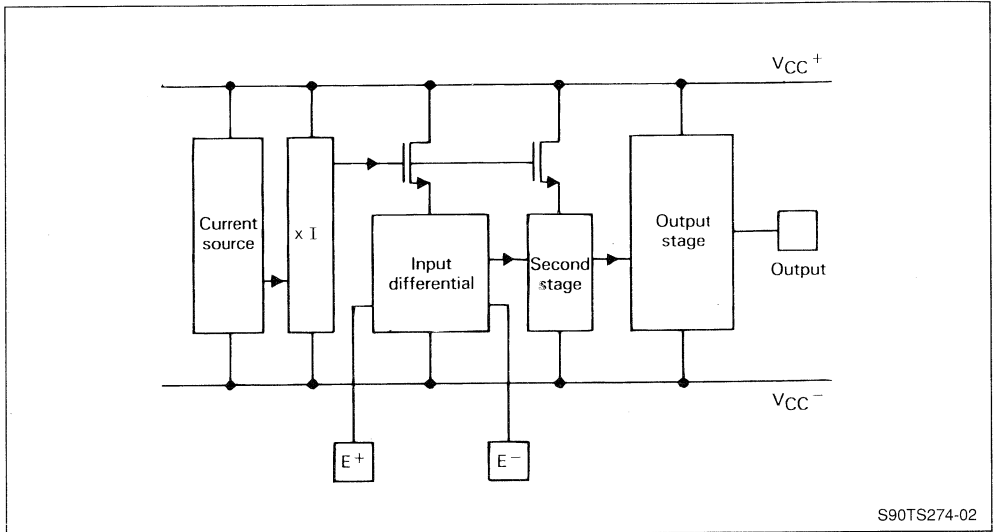 VCC+
Current
source
x I
Input
differential
Second
stage
Output
stage
Output
VCC−
E+
E−
S90TS274-02